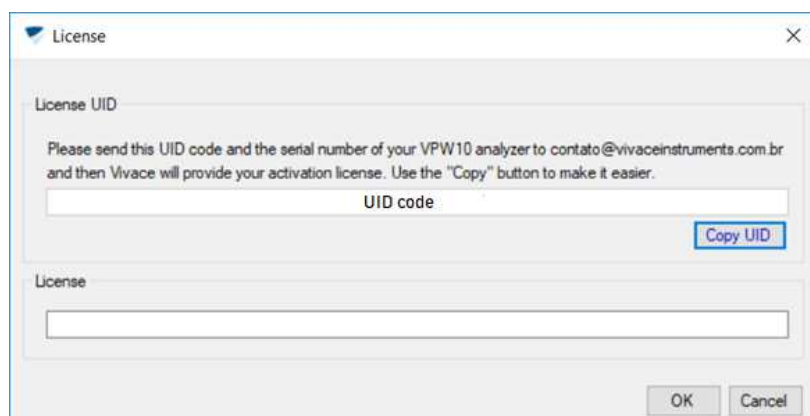 License
License UID
Please send this UID code and the serial number of your VPW10 analyzer to contato@vivaceinstruments.com.br
and then Vivace will provide your activation license. Use the "Copy" button to make it easier.
UID code
Copy UID
License
OK Cancel